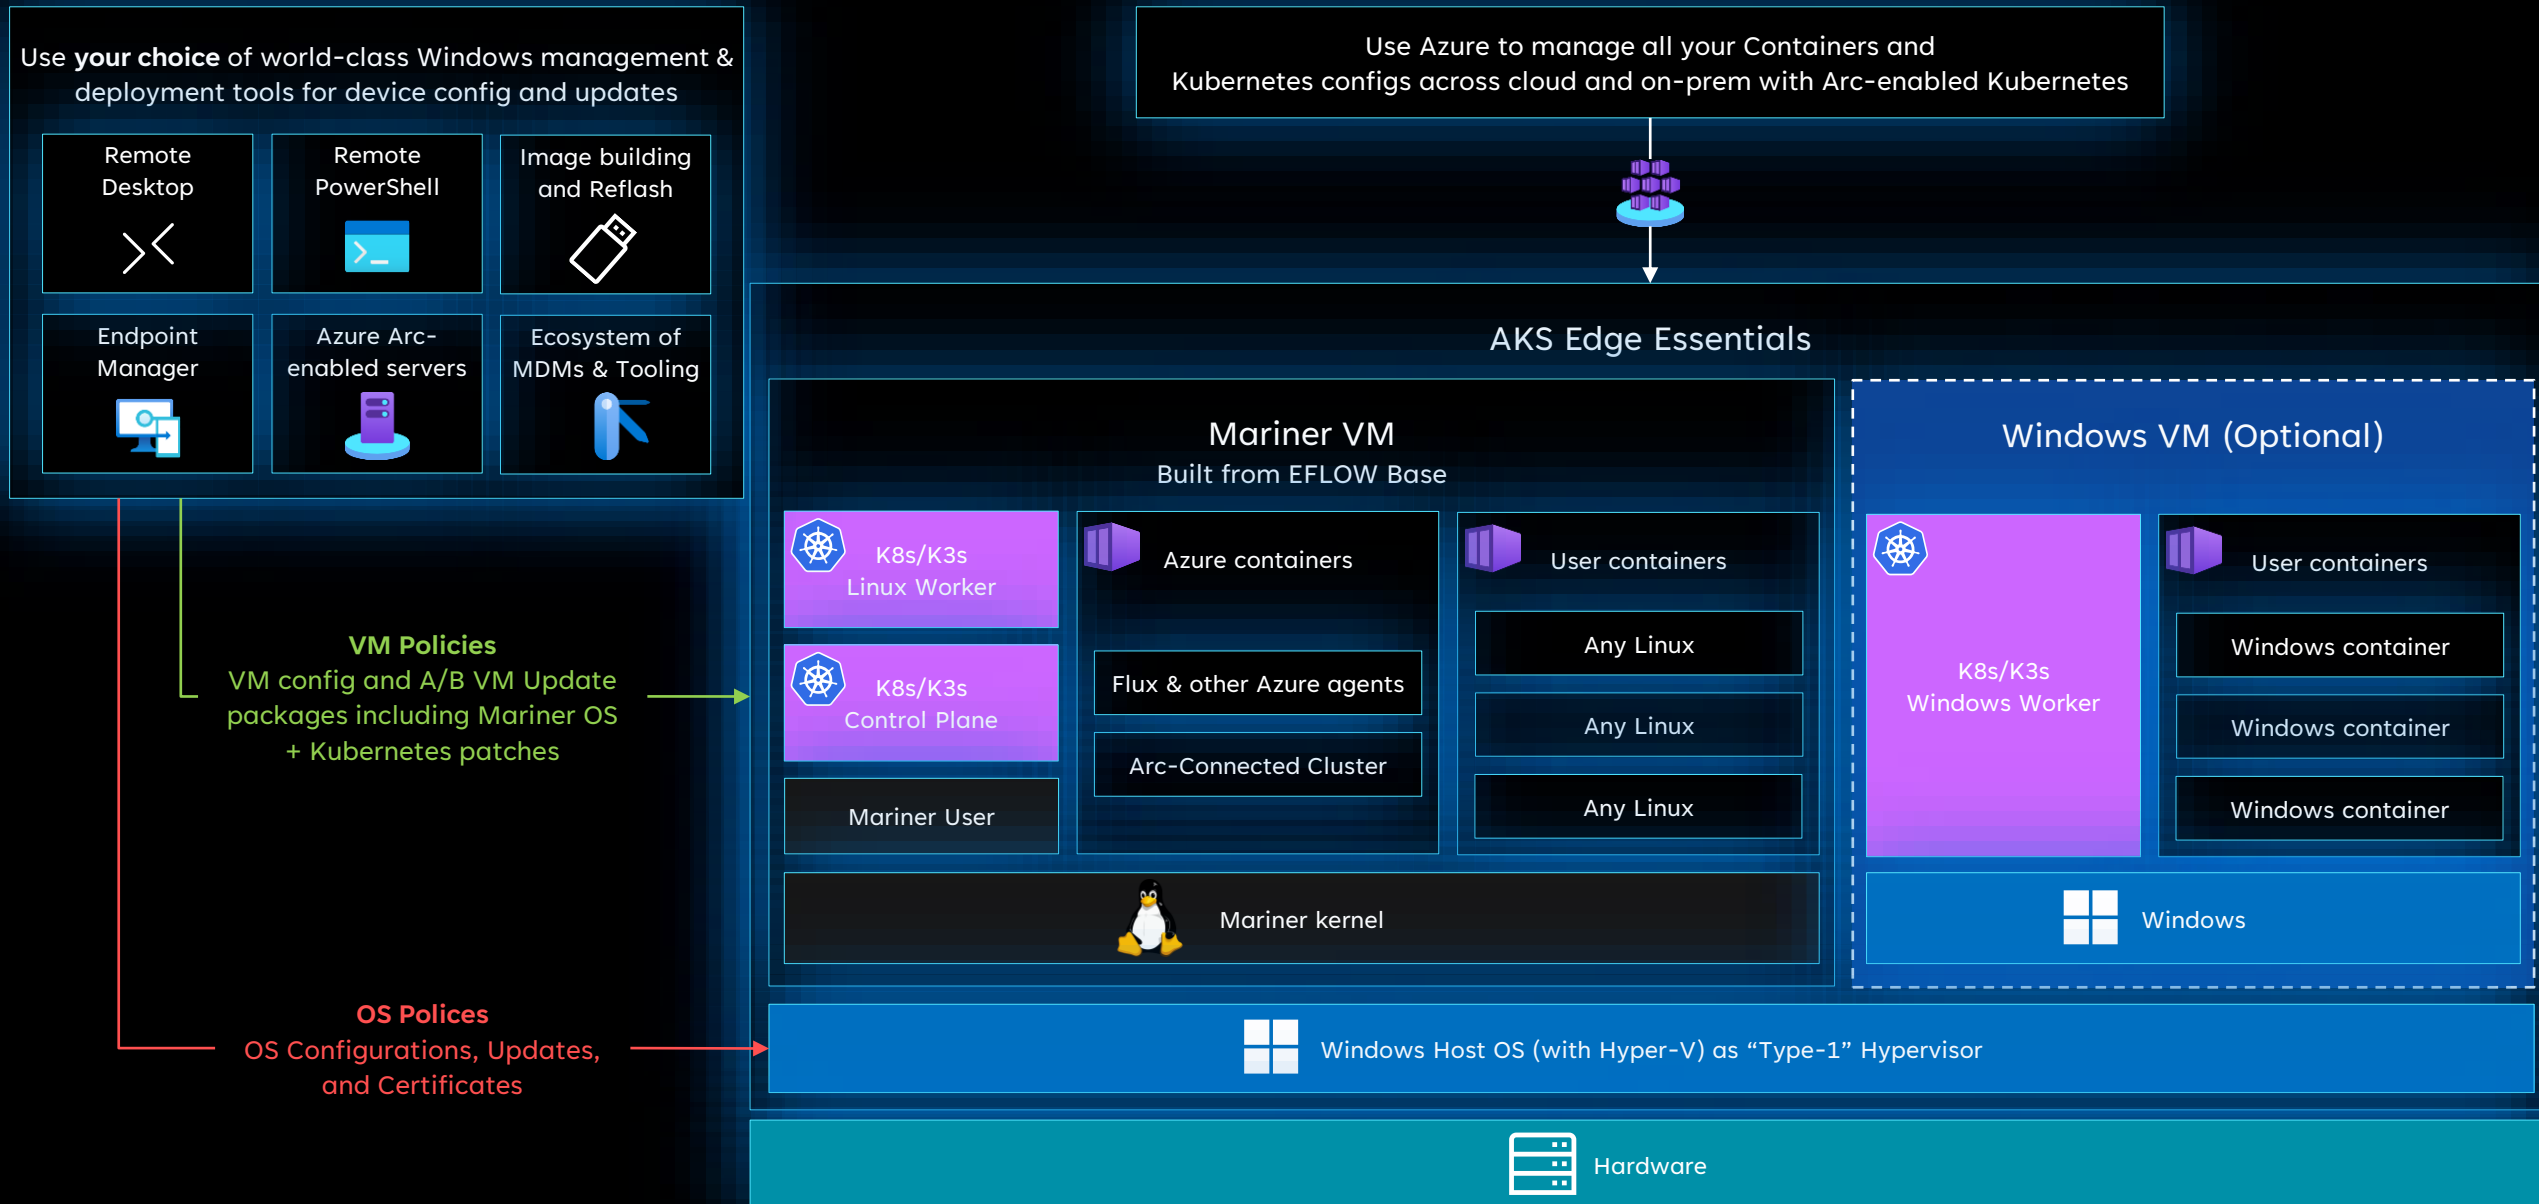 Use your choice of world-class Windows management &
deployment tools for device config and updates
Remote
Desktop
Remote
PowerShell
Image building
and Reflash
Endpoint
Manager
Azure Arc-
enabled servers
Ecosystem of
MDMs & Tooling
Use Azure to manage all your Containers and
Kubernetes configs across cloud and on-prem with Arc-enabled Kubernetes
AKS Edge Essentials
Mariner VM
Built from EFLOW Base
K8s/K3s
Linux Worker
K8s/K3s
Control Plane
Mariner User
Azure containers
Flux & other Azure agents
Arc-Connected Cluster
User containers
Any Linux
Any Linux
Any Linux
Mariner kernel
Windows VM (Optional)
K8s/K3s
Windows Worker
User containers
Windows container
Windows container
Windows container
Windows
VM Policies
VM config and A/B VM Update
packages including Mariner OS
+ Kubernetes patches
OS Polices
OS Configurations, Updates,
and Certificates
Windows Host OS (with Hyper-V) as “Type-1” Hypervisor
Hardware